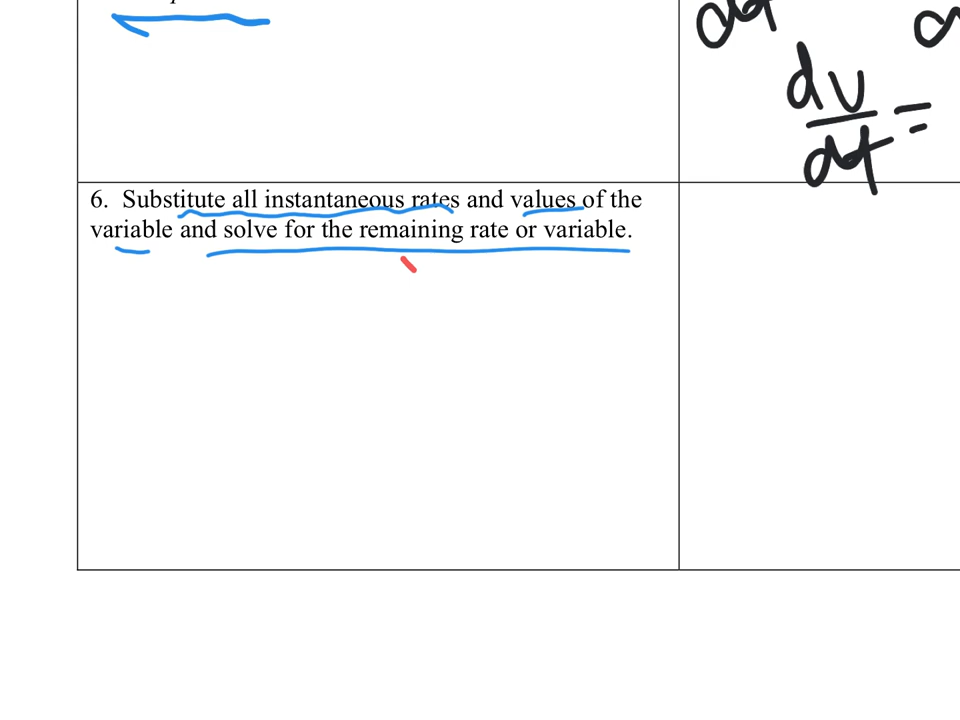 dv
— =
dt
6. Substitute all instantaneous rates and values of the
variable and solve for the remaining rate or variable.